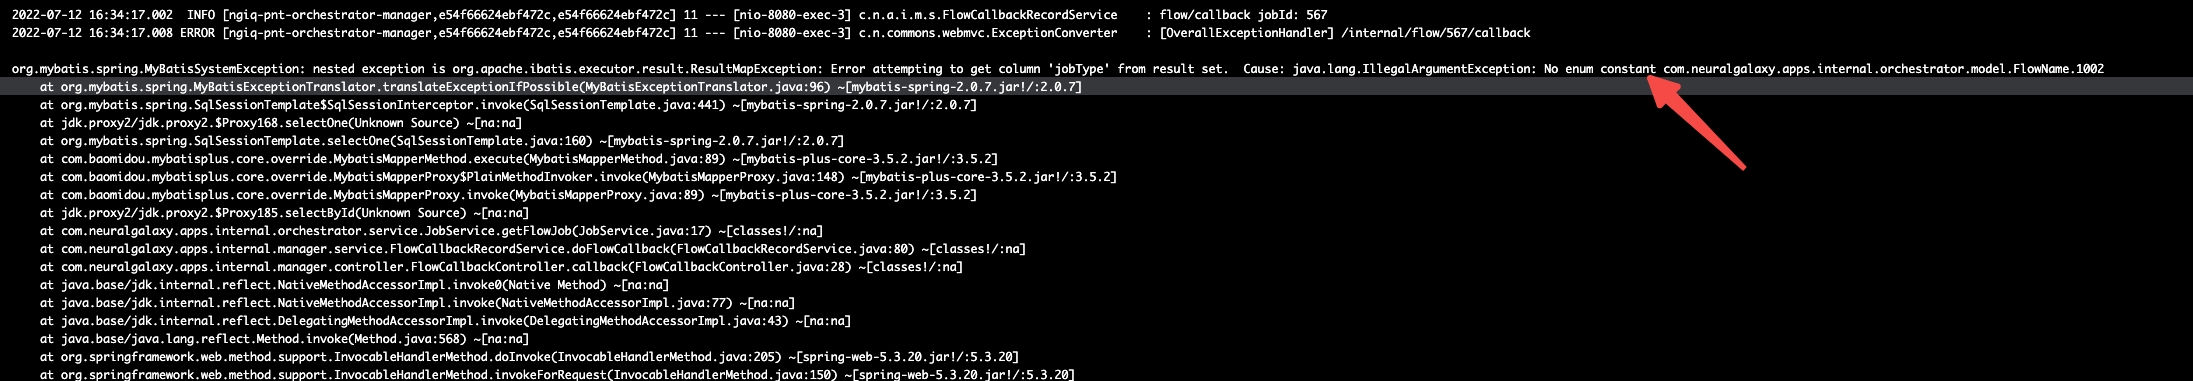 2022-07-12 16:34:17.002  INFO [ngiq-pnt-orchestrator-manager,e54f66624ebf472c,e54f66624ebf472c] 11 --- [nio-8080-exec-3] c.n.a.i.m.s.FlowCallbackRecordService    : flow/callback jobId: 567
2022-07-12 16:34:17.008 ERROR [ngiq-pnt-orchestrator-manager,e54f66624ebf472c,e54f66624ebf472c] 11 --- [nio-8080-exec-3] c.n.commons.webmvc.ExceptionConverter    : [OverallExceptionHandler] /internal/flow/567/callback
org.mybatis.spring.MyBatisSystemException: nested exception is org.apache.ibatis.executor.result.ResultMapException: Error attempting to get column 'jobType' from result set.  Cause: java.lang.IllegalArgumentException: No enum constant com.neuralgalaxy.apps.internal.orchestrator.model.FlowName.1002
    at org.mybatis.spring.MyBatisExceptionTranslator.translateExceptionIfPossible(MyBatisExceptionTranslator.java:96) ~[mybatis-spring-2.0.7.jar!/:2.0.7]
    at org.mybatis.spring.SqlSessionTemplate$SqlSessionInterceptor.invoke(SqlSessionTemplate.java:441) ~[mybatis-spring-2.0.7.jar!/:2.0.7]
    at jdk.proxy2/jdk.proxy2.$Proxy168.selectOne(Unknown Source) ~[na:na]
    at org.mybatis.spring.SqlSessionTemplate.selectOne(SqlSessionTemplate.java:160) ~[mybatis-spring-2.0.7.jar!/:2.0.7]
    at com.baomidou.mybatisplus.core.override.MybatisMapperMethod.execute(MybatisMapperMethod.java:89) ~[mybatis-plus-core-3.5.2.jar!/:3.5.2]
    at com.baomidou.mybatisplus.core.override.MybatisMapperProxy$PlainMethodInvoker.invoke(MybatisMapperProxy.java:148) ~[mybatis-plus-core-3.5.2.jar!/:3.5.2]
    at com.baomidou.mybatisplus.core.override.MybatisMapperProxy.invoke(MybatisMapperProxy.java:89) ~[mybatis-plus-core-3.5.2.jar!/:3.5.2]
    at jdk.proxy2/jdk.proxy2.$Proxy185.selectById(Unknown Source) ~[na:na]
    at com.neuralgalaxy.apps.internal.orchestrator.service.JobService.getFlowJob(JobService.java:17) ~[classes!/:na]
    at com.neuralgalaxy.apps.internal.manager.service.FlowCallbackRecordService.doFlowCallback(FlowCallbackRecordService.java:80) ~[classes!/:na]
    at com.neuralgalaxy.apps.internal.manager.controller.FlowCallbackController.callback(FlowCallbackController.java:28) ~[classes!/:na]
    at java.base/jdk.internal.reflect.NativeMethodAccessorImpl.invoke0(Native Method) ~[na:na]
    at java.base/jdk.internal.reflect.NativeMethodAccessorImpl.invoke(NativeMethodAccessorImpl.java:77) ~[na:na]
    at java.base/jdk.internal.reflect.DelegatingMethodAccessorImpl.invoke(DelegatingMethodAccessorImpl.java:43) ~[na:na]
    at java.base/java.lang.reflect.Method.invoke(Method.java:568) ~[na:na]
    at org.springframework.web.method.support.InvocableHandlerMethod.doInvoke(InvocableHandlerMethod.java:205) ~[spring-web-5.3.20.jar!/:5.3.20]
    at org.springframework.web.method.support.InvocableHandlerMethod.invokeForRequest(InvocableHandlerMethod.java:150) ~[spring-web-5.3.20.jar!/:5.3.20]